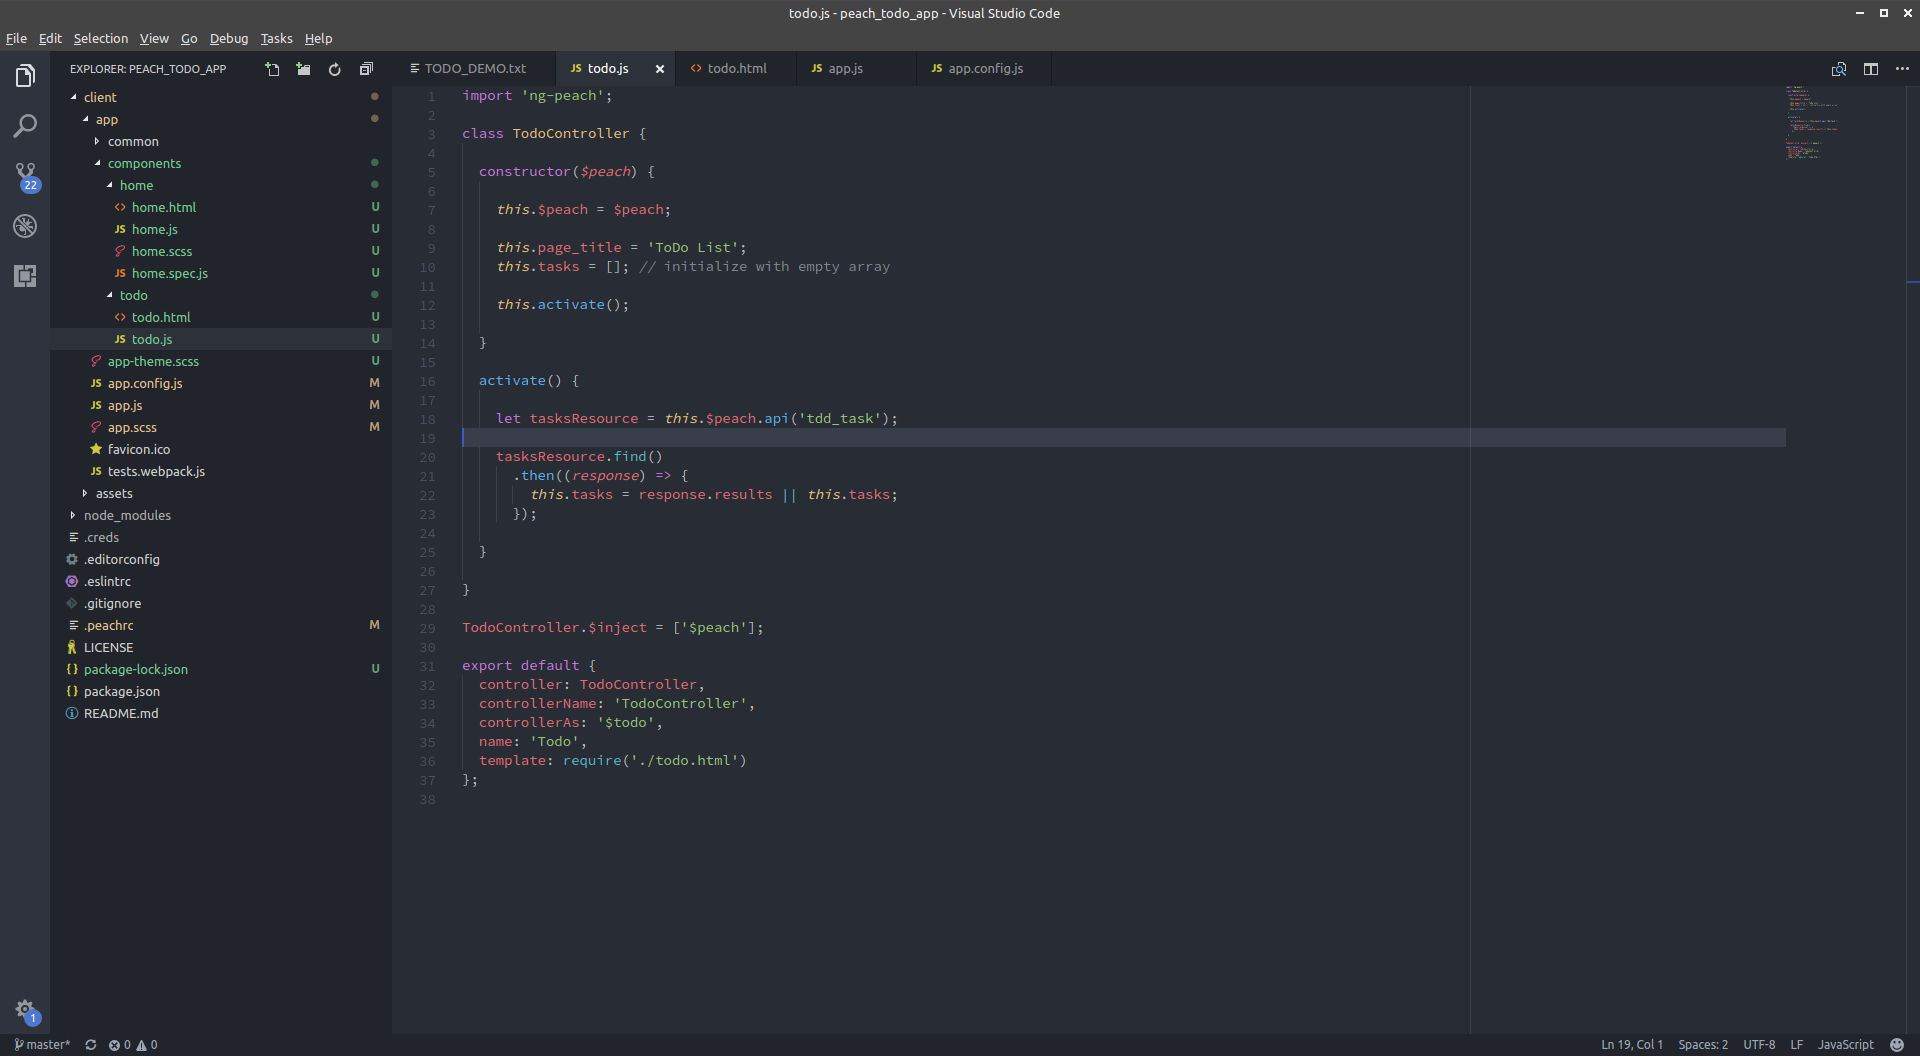 todo.js - peach_todo_app - Visual Studio Code
File Edit Selection View Go Debug Tasks Help
EXPLORER: PEACH_TODO_APP
client
app
common
components
home
<> home.html U
JS home.js U
home.scss U
JS home.spec.js U
todo
<> todo.html U
JS todo.js U
app-theme.scss U
JS app.config.js M
JS app.js M
app.scss M
favicon.ico
JS tests.webpack.js
assets
node_modules
.creds
.editorconfig
.eslintrc
.gitignore
.peachrc M
LICENSE
{} package-lock.json U
{} package.json
README.md
22
1
TODO_DEMO.txt JS todo.js <> todo.html JS app.js JS app.config.js
1 import 'ng-peach';
2
3 class TodoController {
4
5 constructor($peach) {
6
7 this.$peach = $peach;
8
9 this.page_title = 'ToDo List';
10 this.tasks = []; // initialize with empty array
11
12 this.activate();
13
14 }
15
16 activate() {
17
18 let tasksResource = this.$peach.api('tdd_task');
19
20 tasksResource.find()
21 .then((response) => {
22 this.tasks = response.results || this.tasks;
23 });
24
25 }
26
27 }
28
29 TodoController.$inject = ['$peach'];
30
31 export default {
32 controller: TodoController,
33 controllerName: 'TodoController',
34 controllerAs: '$todo',
35 name: 'Todo',
36 template: require('./todo.html')
37 };
38
master* 0 0 Ln 19, Col 1 Spaces: 2 UTF-8 LF JavaScript